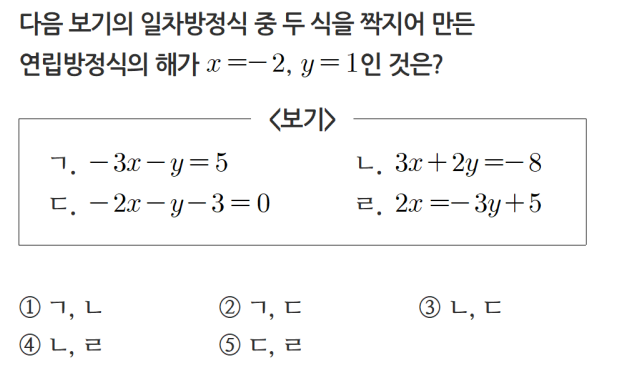 다음 보기의 일차방정식 중 두 식을 짝지어 만든
연립방정식의 해가 x=-2, y=1인 것은?
<보기>
ㄱ. -3x-y=5 ㄴ. 3x+2y=-8
ㄷ. -2x-y-3=0 ㄹ. 2x=-3y+5
① ㄱ, ㄴ ② ㄱ, ㄷ ③ ㄴ, ㄷ
④ ㄴ, ㄹ ⑤ ㄷ, ㄹ